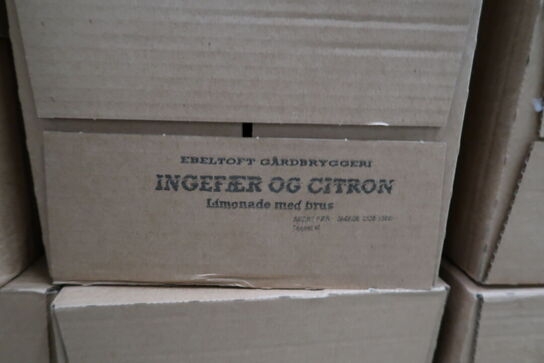 EBELTOFT GÅRDBRYGGERI
INGEFÆR OG CITRON
Limonade med brus